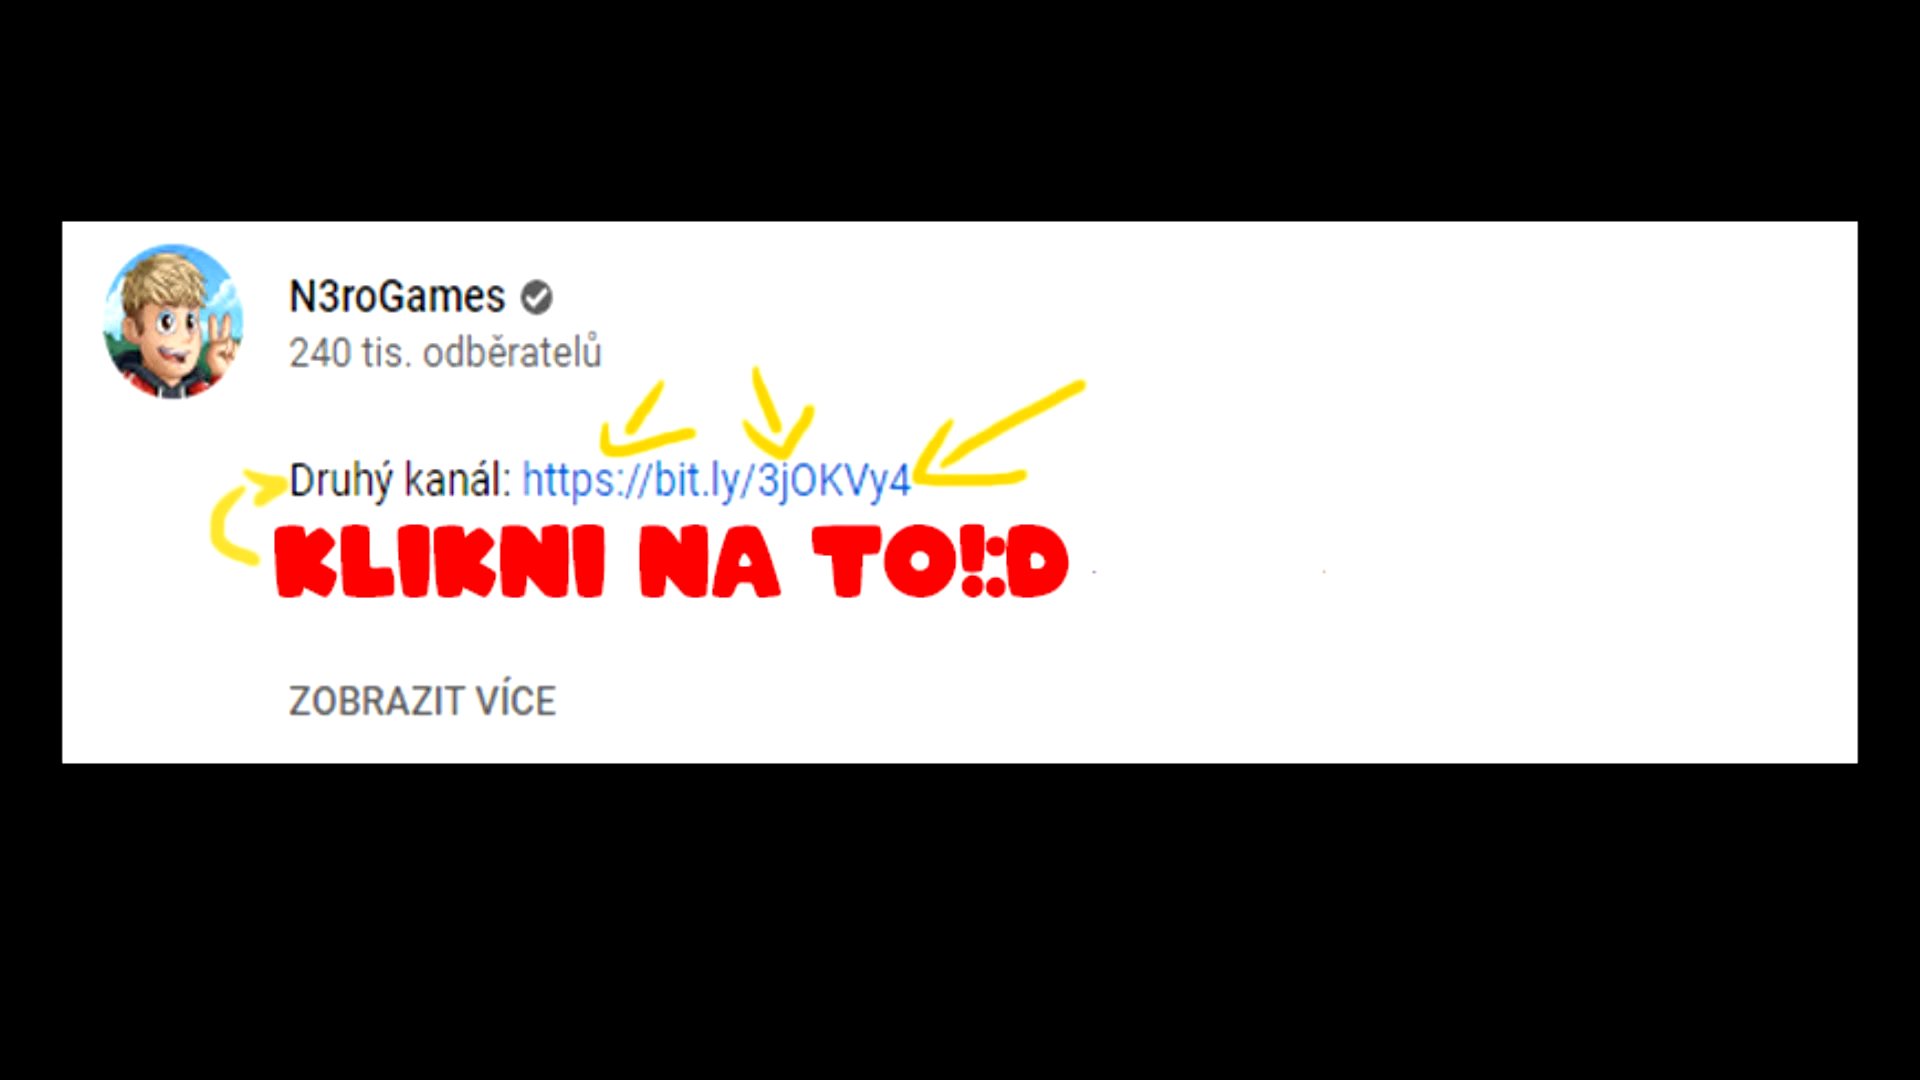 N3roGames
240 tis. odběratelů
Druhý kanál: https://bit.ly/3jOKVy4
KLIKNI NA TO!:D
ZOBRAZIT VÍCE